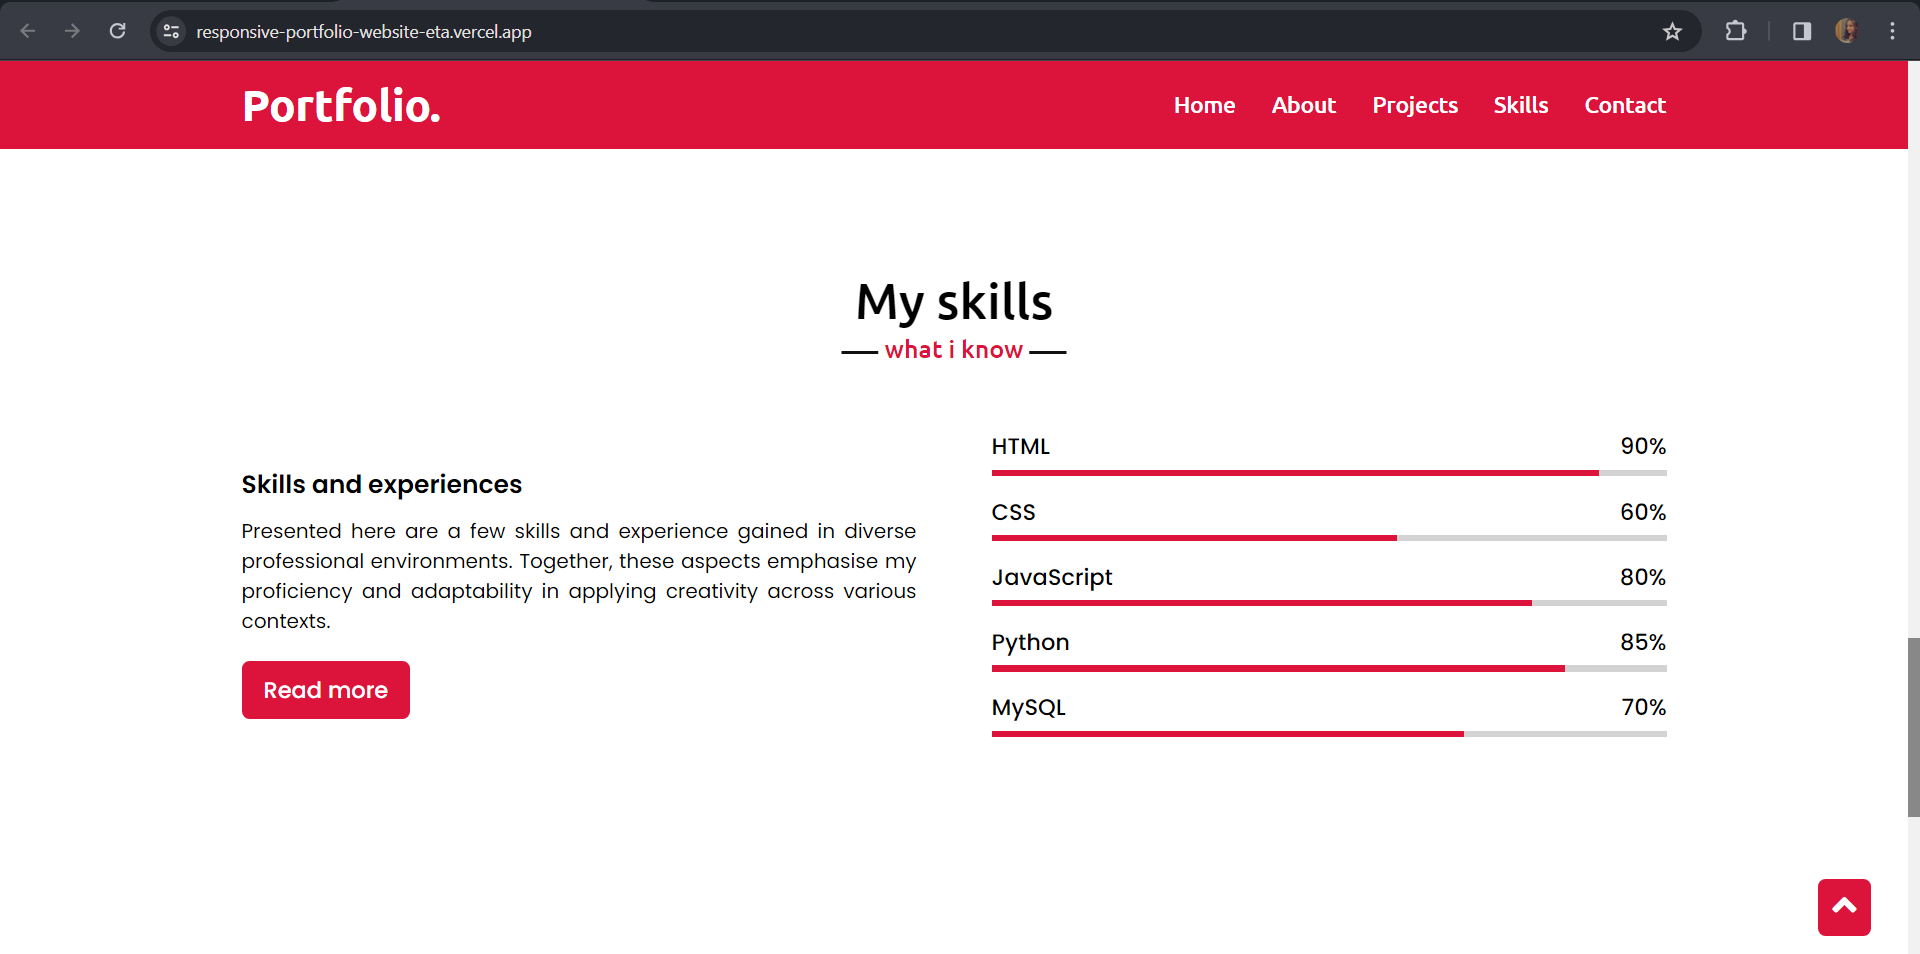 responsive-portfolio-website-eta.vercel.app
Portfolio.
Home About Projects Skills Contact
My skills
what i know
Skills and experiences
Presented here are a few skills and experience gained in diverse
professional environments. Together, these aspects emphasise my
proficiency and adaptability in applying creativity across various
contexts.
Read more
HTML 90%
CSS 60%
JavaScript 80%
Python 85%
MySQL 70%